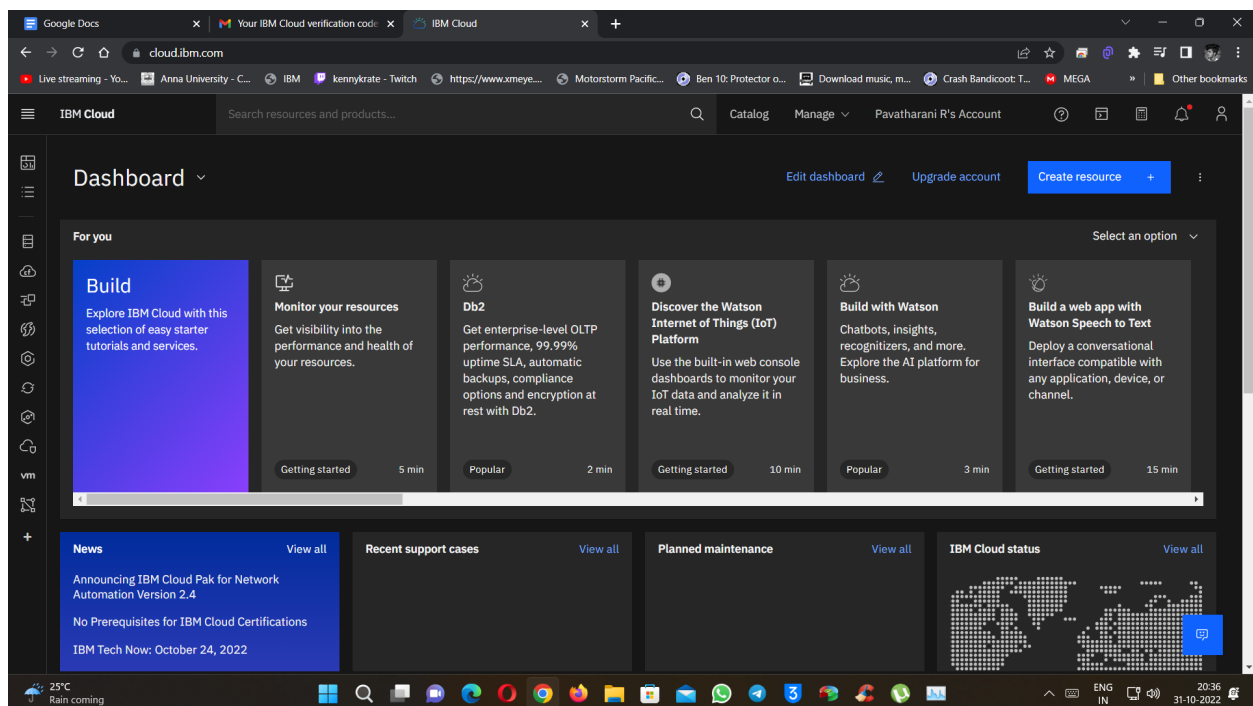 Google Docs
Your IBM Cloud verification code
IBM Cloud
cloud.ibm.com
Live streaming - Yo...
Anna University - C...
IBM
kennykrate - Twitch
https://www.xmeye....
Motorstorm Pacific...
Ben 10: Protector o...
Download music, m...
Crash Bandicoot: T...
MEGA
»
Other bookmarks
IBM Cloud
Search resources and products...
Catalog
Manage
Pavatharani R's Account
Dashboard
Edit dashboard
Upgrade account
Create resource +
For you
Select an option
Build
Explore IBM Cloud with this
selection of easy starter
tutorials and services.
Monitor your resources
Get visibility into the
performance and health of
your resources.
Getting started
5 min
Db2
Get enterprise-level OLTP
performance, 99.99%
uptime SLA, automatic
backups, compliance
options and encryption at
rest with Db2.
Popular
2 min
Discover the Watson
Internet of Things (IoT)
Platform
Use the built-in web console
dashboards to monitor your
IoT data and analyze it in
real time.
Getting started
10 min
Build with Watson
Chatbots, insights,
recognizers, and more.
Explore the AI platform for
business.
Popular
3 min
Build a web app with
Watson Speech to Text
Deploy a conversational
interface compatible with
any application, device, or
channel.
Getting started
15 min
vm
News
View all
Announcing IBM Cloud Pak for Network
Automation Version 2.4
No Prerequisites for IBM Cloud Certifications
IBM Tech Now: October 24, 2022
Recent support cases
View all
Planned maintenance
View all
IBM Cloud status
View all
25°C
Rain coming
ENG
IN
20:36
31-10-2022